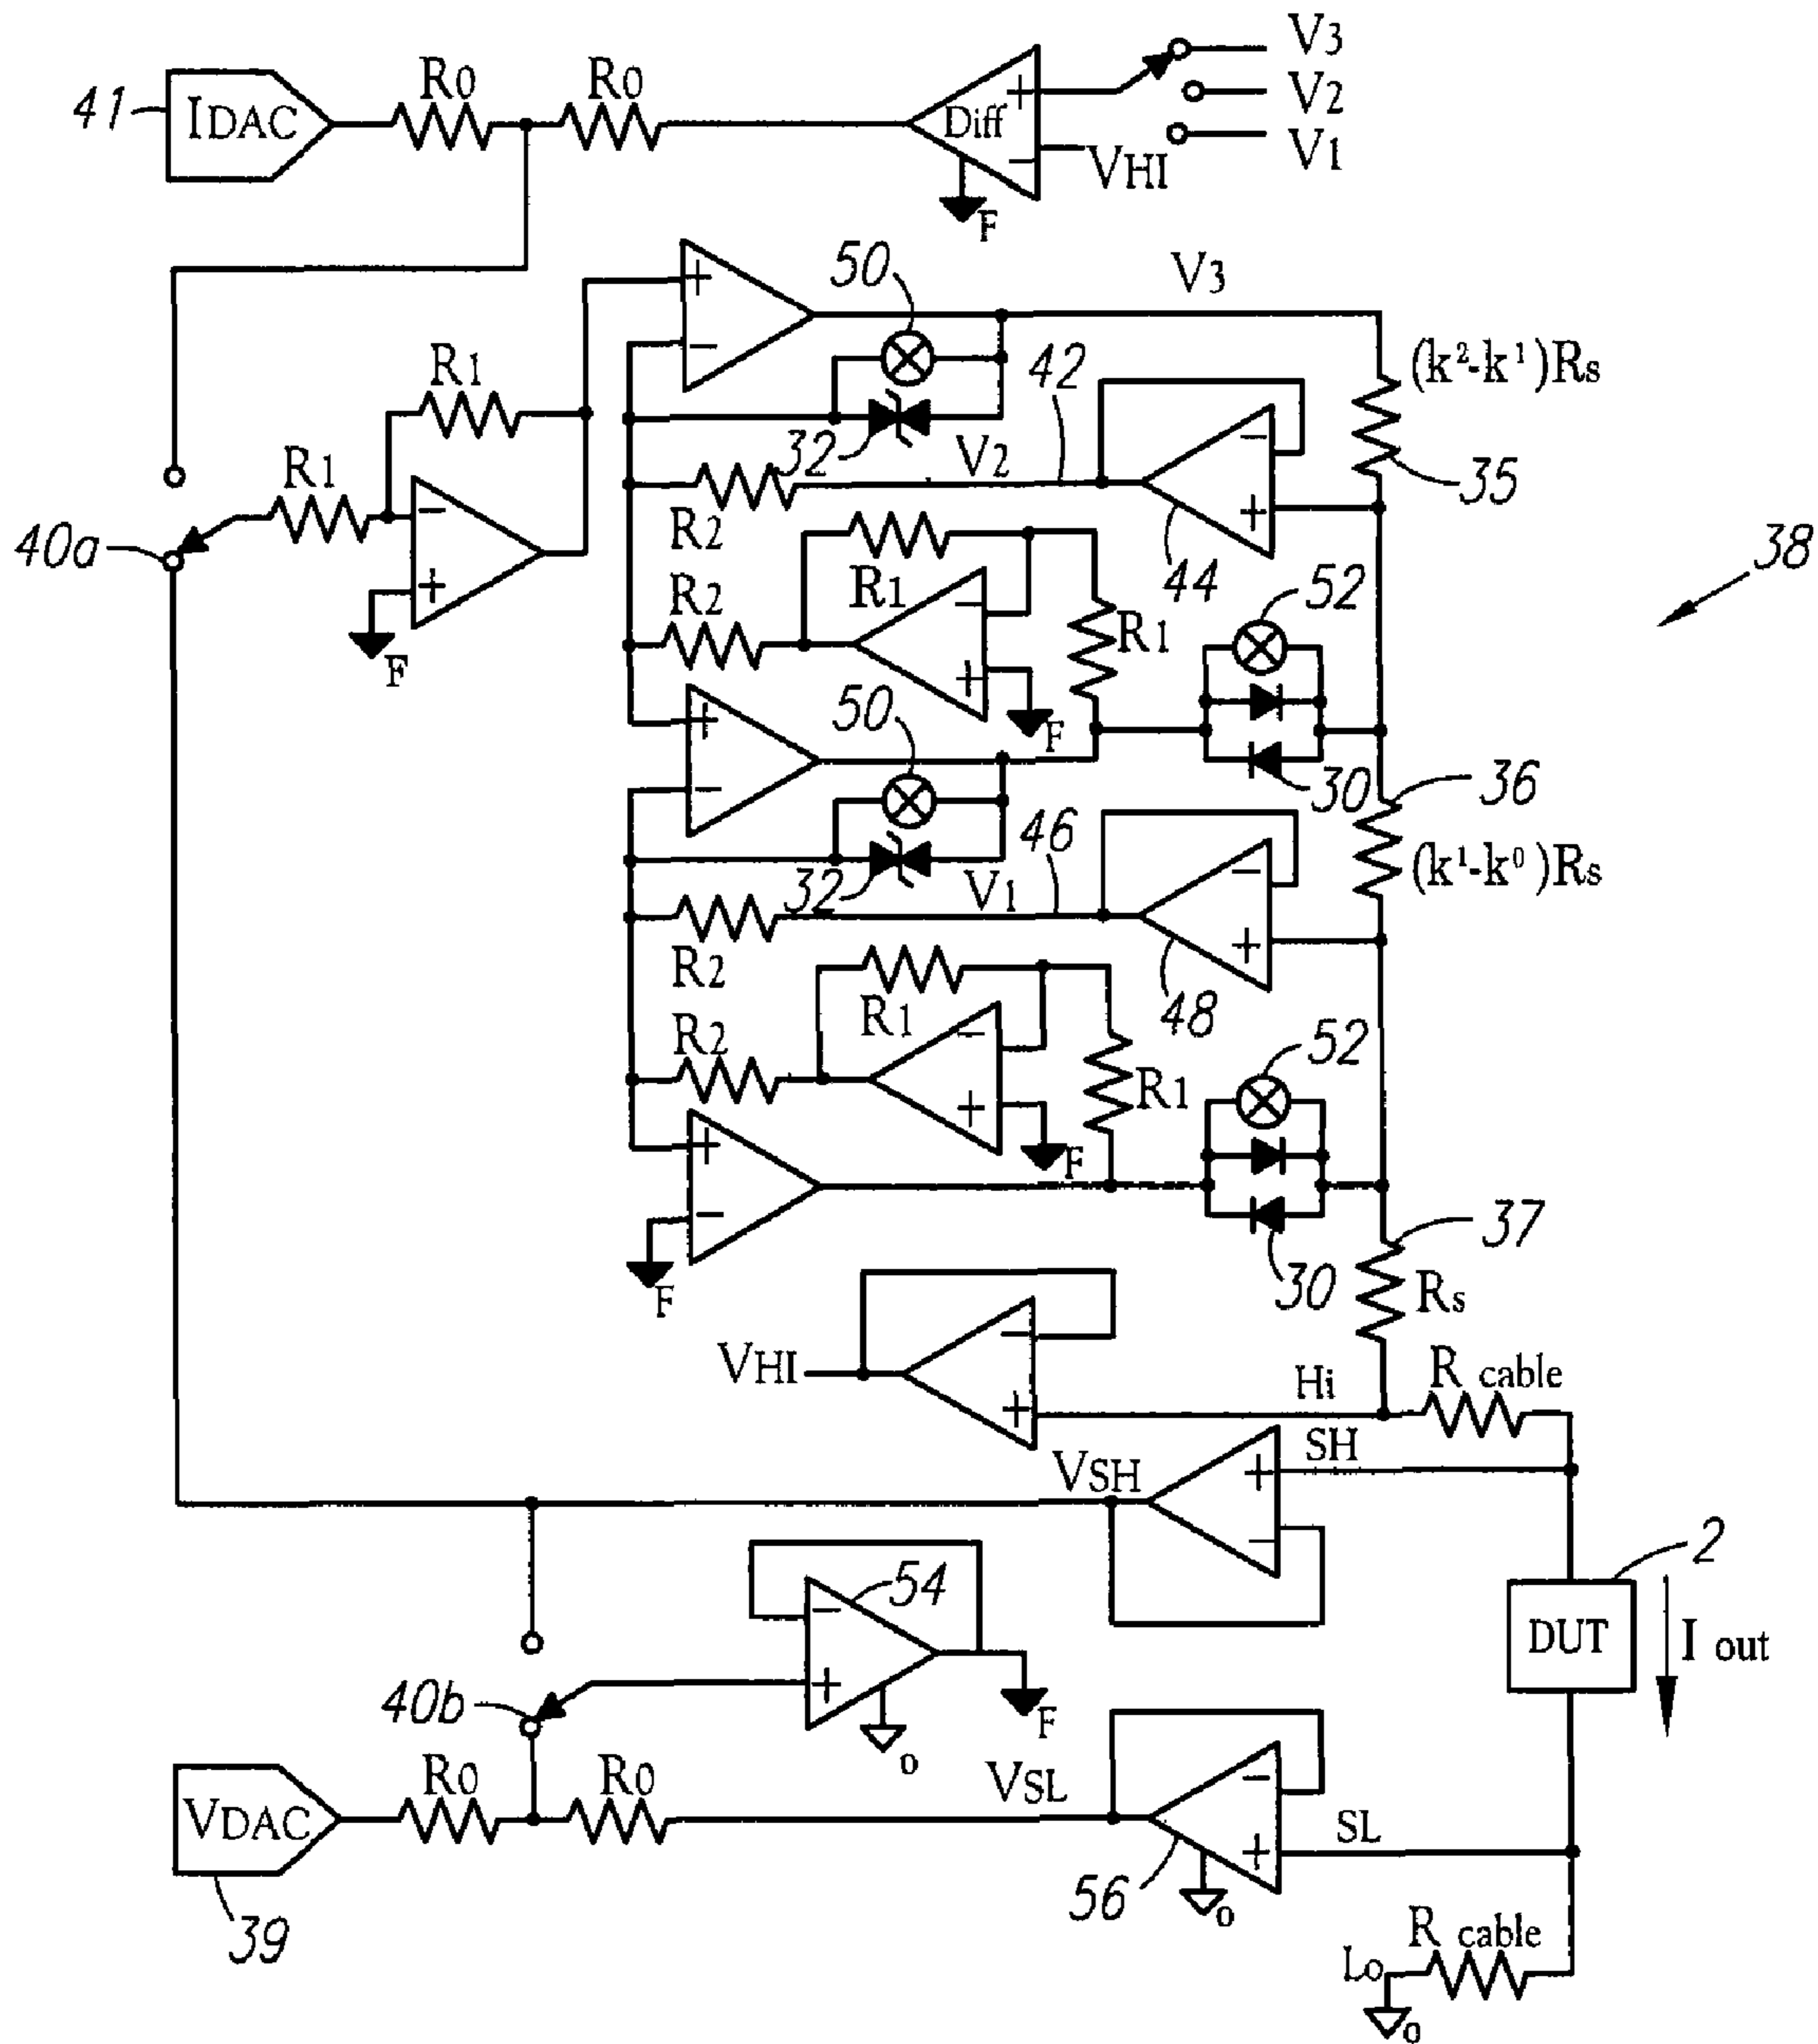 41
IDAC
R0
R0
Diff
+
-
VHI
V3
V2
V1
F
50
V3
+
-
R1
42
(k²-k¹)Rs
R1
32
V2
-
+
35
40a
-
+
R2
44
38
F
R2
R1
-
+
R1
52
F
50
+
-
30
36
46
(k¹-k⁰)Rs
32
V1
-
+
R2
48
R1
R2
-
+
R1
52
F
+
-
30
37
Rs
F
VHI
-
+
Hi
R cable
SH
VSH
+
-
2
DUT
I out
54
-
+
40b
F
o
R0
R0
VSL
-
+
SL
VDAC
56
o
39
R cable
Lo
o